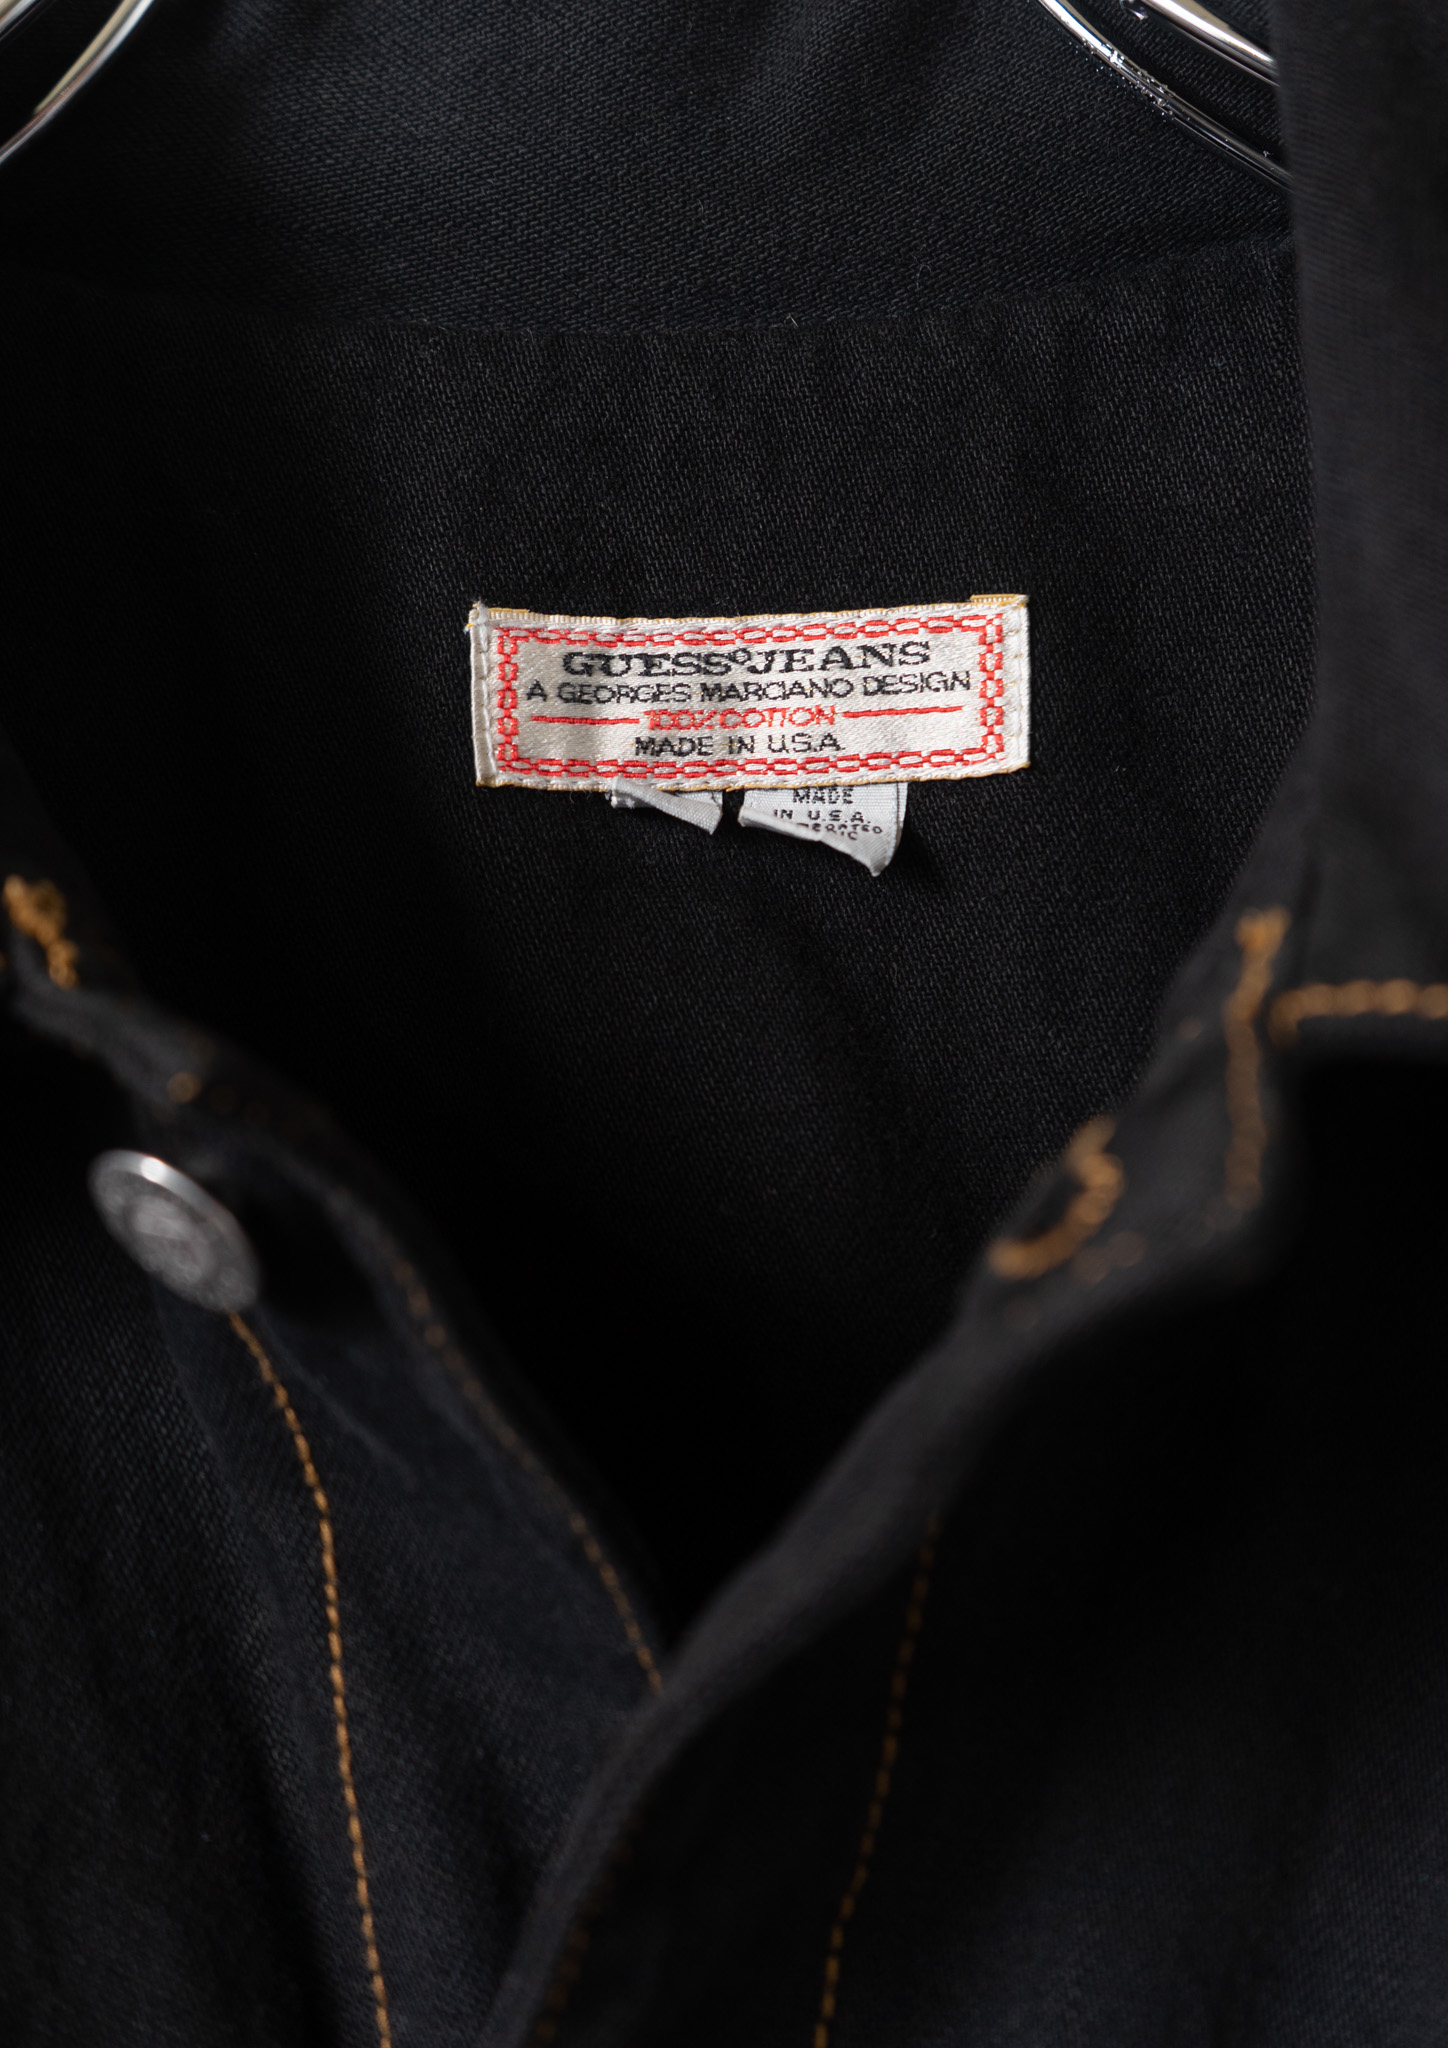 GUESS® JEANS
A GEORGES MARCIANO DESIGN
100% COTTON
MADE IN U.S.A.
MADE
IN U.S.A.